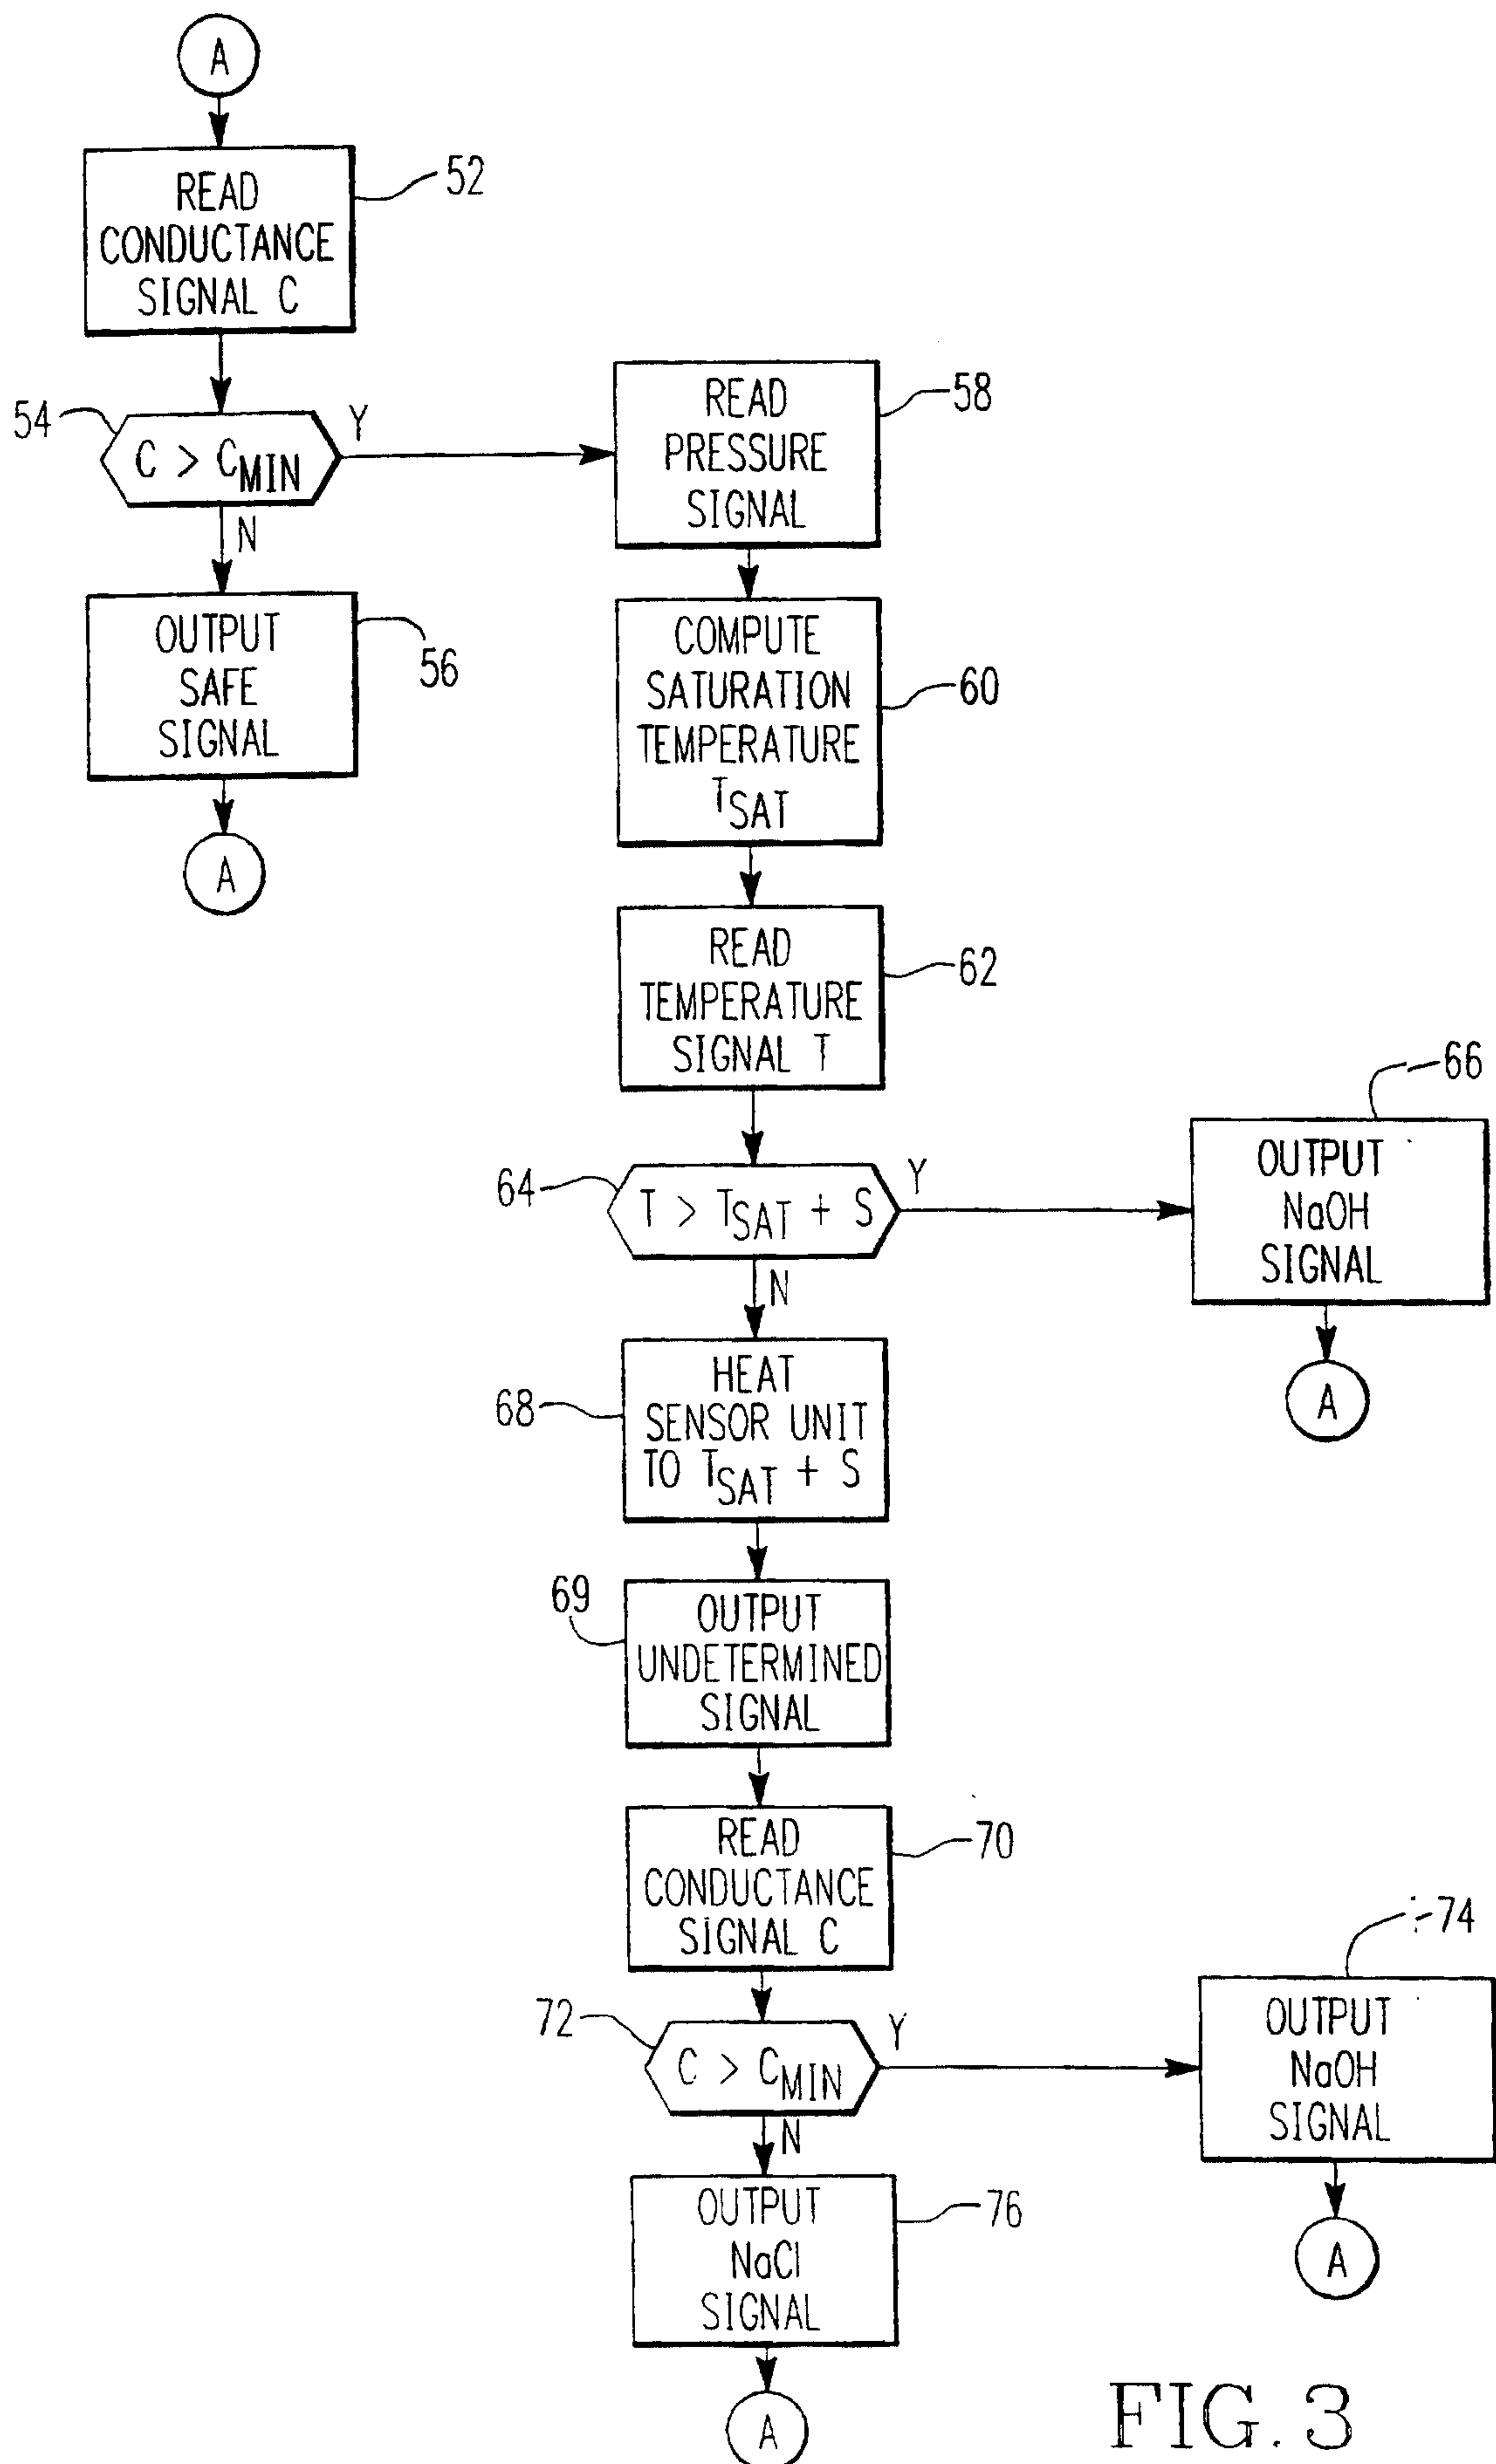 A
READ
CONDUCTANCE
SIGNAL C
52
54
C > CMIN
Y
N
OUTPUT
SAFE
SIGNAL
56
A
READ
PRESSURE
SIGNAL
58
COMPUTE
SATURATION
TEMPERATURE
TSAT
60
READ
TEMPERATURE
SIGNAL T
62
64
T > TSAT + S
Y
N
OUTPUT
NaOH
SIGNAL
66
A
68
HEAT
SENSOR UNIT
TO TSAT + S
69
OUTPUT
UNDETERMINED
SIGNAL
READ
CONDUCTANCE
SIGNAL C
70
72
C > CMIN
Y
N
OUTPUT
NaOH
SIGNAL
74
A
OUTPUT
NaCl
SIGNAL
76
A
FIG. 3